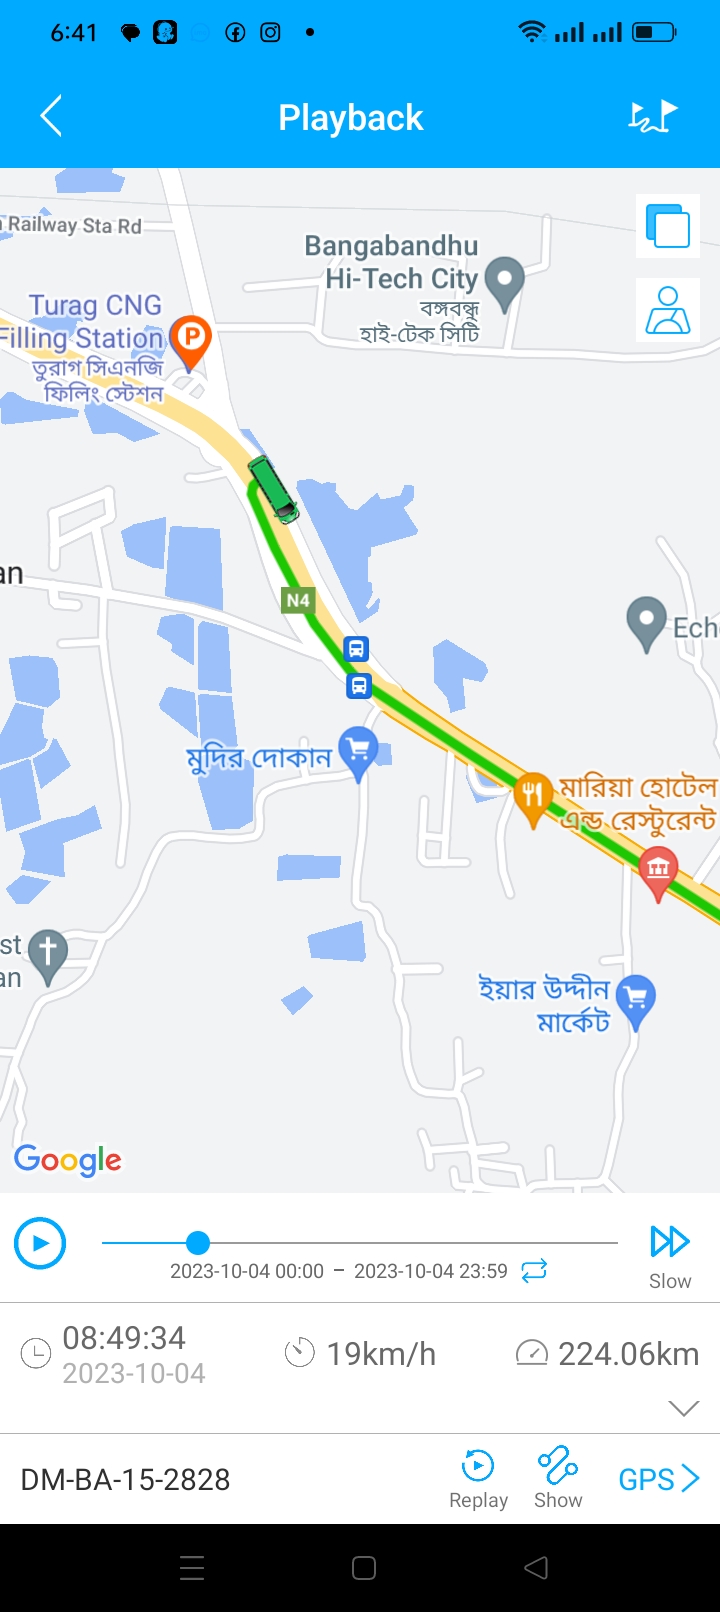 6:41
Playback
Railway Sta Rd
Bangabandhu
Hi-Tech City
বঙ্গবন্ধু
হাই-টেক সিটি
Turag CNG
Filling Station
তুরাগ সিএনজি
ফিলিং স্টেশন
P
an
N4
Ech
মুদির দোকান
মারিয়া হোটেল
এন্ড রেস্টুরেন্ট
st
an
ইয়ার উদ্দীন
মার্কেট
Google
2023-10-04 00:00 – 2023-10-04 23:59
Slow
08:49:34
2023-10-04
19km/h
224.06km
DM-BA-15-2828
Replay
Show
GPS